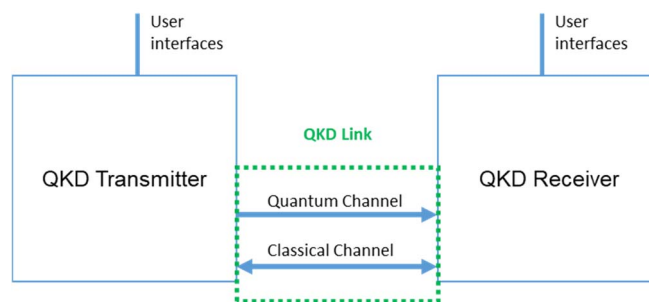 User
interfaces
User
interfaces
QKD Link
QKD Transmitter
QKD Receiver
Quantum Channel
Classical Channel